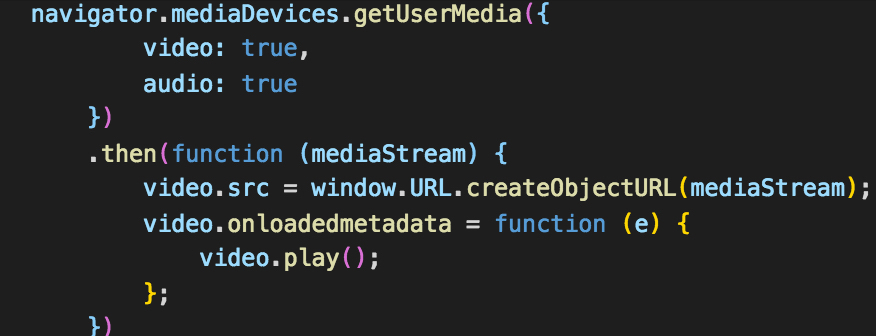 navigator.mediaDevices.getUserMedia({
        video: true,
        audio: true
    })
    .then(function (mediaStream) {
        video.src = window.URL.createObjectURL(mediaStream);
        video.onloadedmetadata = function (e) {
            video.play();
        };
    })